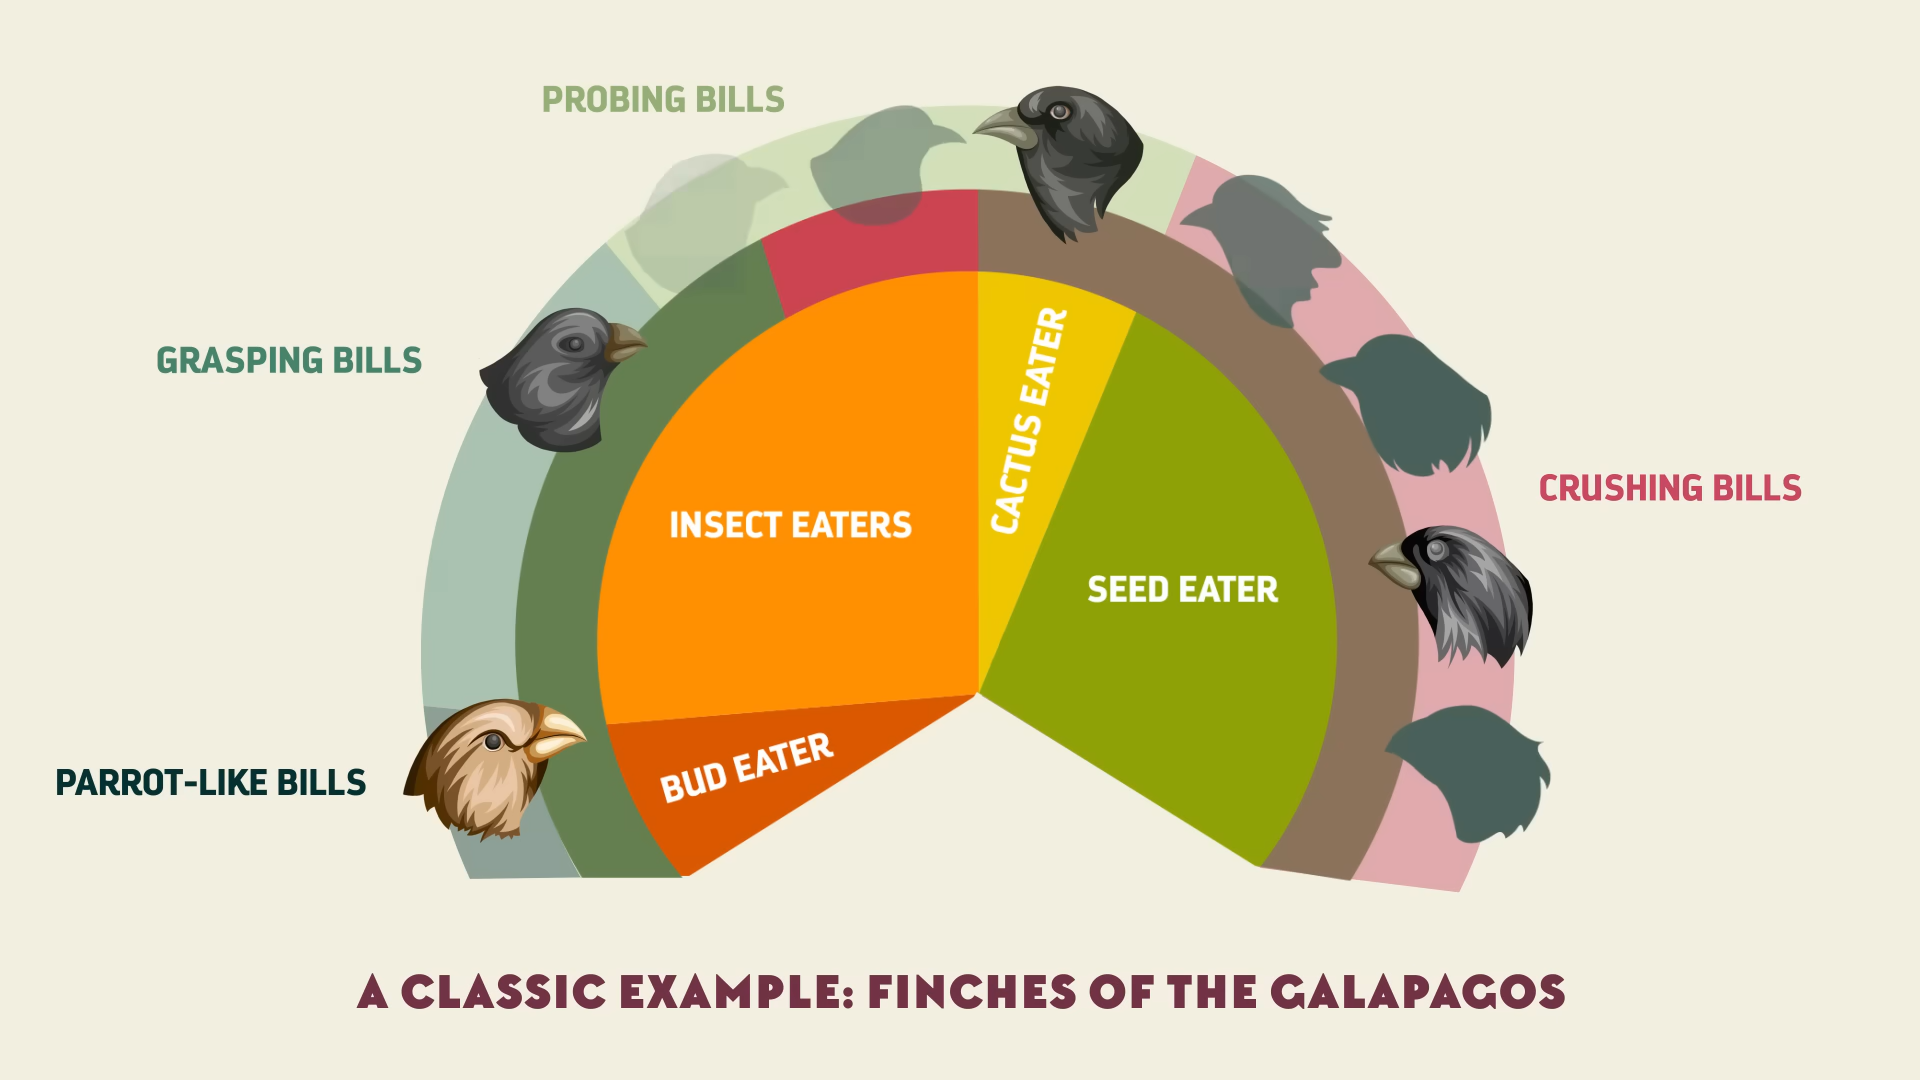 PROBING BILLS
GRASPING BILLS
CACTUS EATER
CRUSHING BILLS
INSECT EATERS
SEED EATER
BUD EATER
PARROT-LIKE BILLS
A CLASSIC EXAMPLE: FINCHES OF THE GALAPAGOS